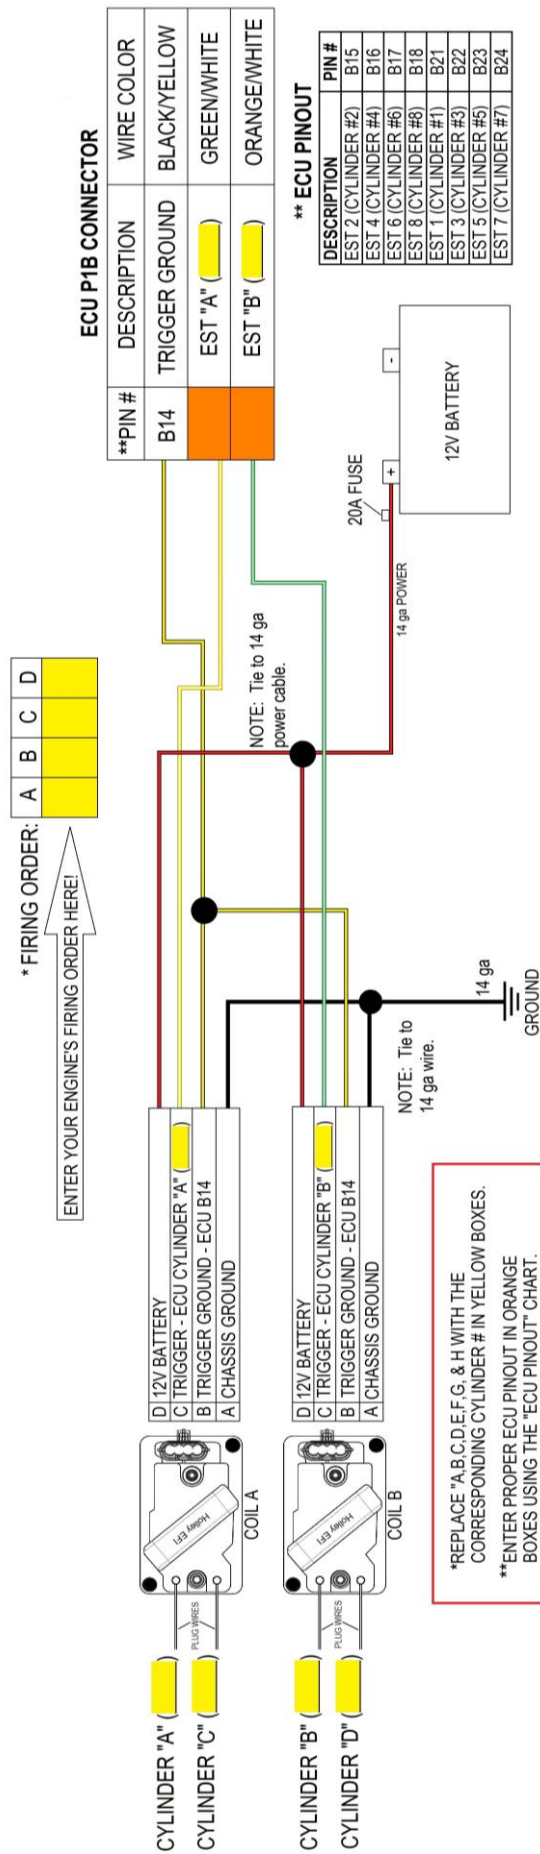 * FIRING ORDER:
A B C D
ENTER YOUR ENGINE'S FIRING ORDER HERE!
ECU P1B CONNECTOR
**PIN # DESCRIPTION WIRE COLOR
B14 TRIGGER GROUND BLACK/YELLOW
EST "A" ( ) GREEN/WHITE
EST "B" ( ) ORANGE/WHITE
CYLINDER "A" ( )
CYLINDER "C" ( )
PLUG WIRES
Holley EFI
COIL A
D 12V BATTERY
C TRIGGER - ECU CYLINDER "A" ( )
B TRIGGER GROUND - ECU B14
A CHASSIS GROUND
CYLINDER "B" ( )
CYLINDER "D" ( )
PLUG WIRES
Holley EFI
COIL B
D 12V BATTERY
C TRIGGER - ECU CYLINDER "B" ( )
B TRIGGER GROUND - ECU B14
A CHASSIS GROUND
NOTE: Tie to 14 ga
power cable.
NOTE: Tie to
14 ga wire.
14 ga
GROUND
14 ga POWER
20A FUSE
+ -
12V BATTERY
** ECU PINOUT
DESCRIPTION PIN #
EST 2 (CYLINDER #2) B15
EST 4 (CYLINDER #4) B16
EST 6 (CYLINDER #6) B17
EST 8 (CYLINDER #8) B18
EST 1 (CYLINDER #1) B21
EST 3 (CYLINDER #3) B22
EST 5 (CYLINDER #5) B23
EST 7 (CYLINDER #7) B24
*REPLACE "A,B,C,D,E,F,G, & H WITH THE
CORRESPONDING CYLINDER # IN YELLOW BOXES.
**ENTER PROPER ECU PINOUT IN ORANGE
BOXES USING THE "ECU PINOUT" CHART.